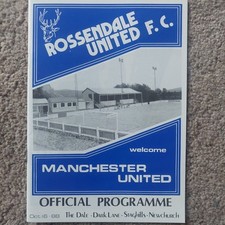 ROSSENDALE
UNITED F.C.
welcome
MANCHESTER
UNITED
OFFICIAL PROGRAMME
The Dale - Dark Lane - Staghills - Newchurch